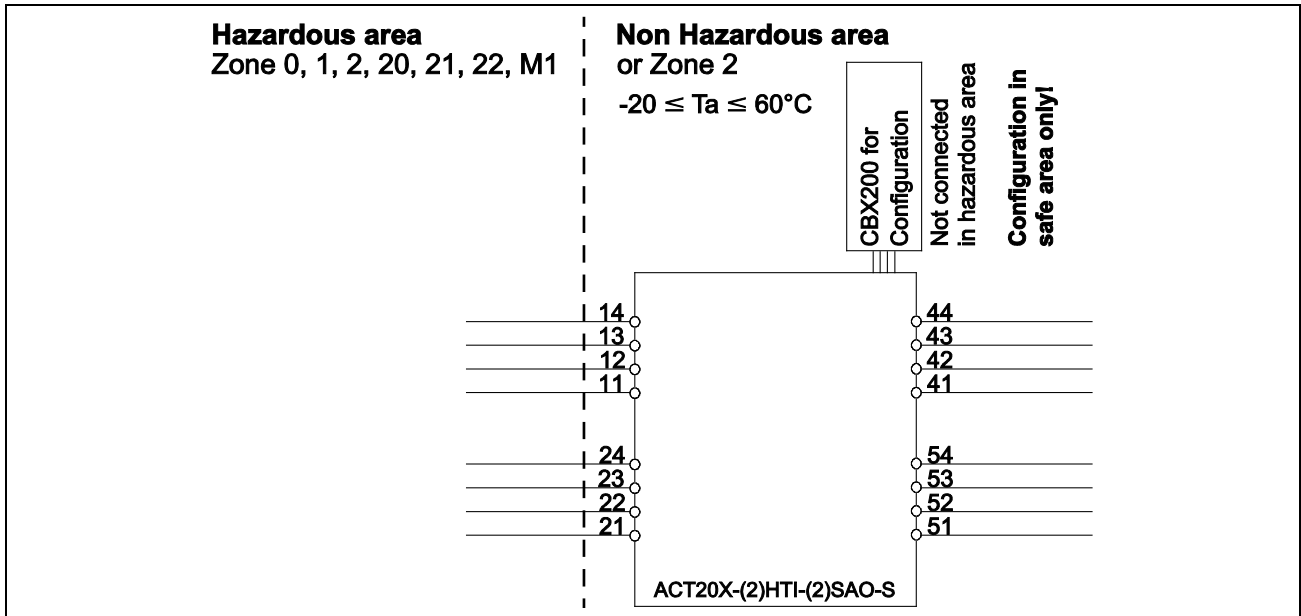 Hazardous area
Zone 0, 1, 2, 20, 21, 22, M1
Non Hazardous area
or Zone 2
-20 ≤ Ta ≤ 60°C
CBX200 for
Configuration
Not connected
in hazardous area
Configuration in
safe area only!
14
13
12
11
24
23
22
21
44
43
42
41
54
53
52
51
ACT20X-(2)HTI-(2)SAO-S